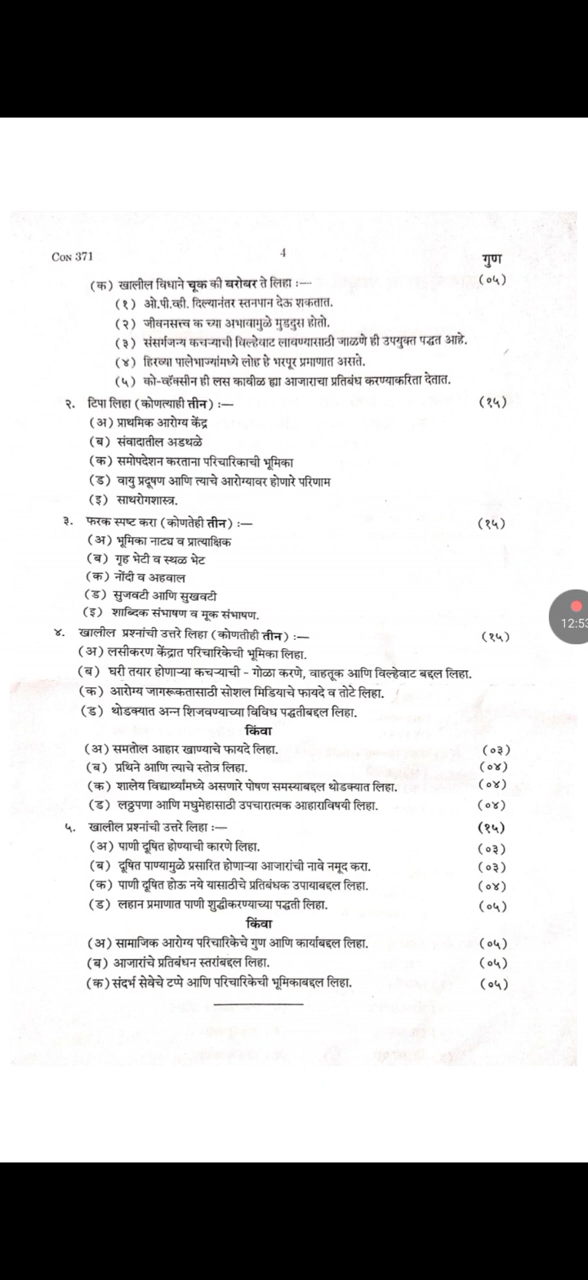 CON 371
4
गुण
(क) खालील विधाने चूक की बरोबर ते लिहा :— (०५)
(१) ओ.पी.व्ही. दिल्यानंतर स्तनपान देऊ शकतात.
(२) जीवनसत्त्व क च्या अभावामुळे मुडदुस होतो.
(३) संसर्गजन्य कचऱ्याची विल्हेवाट लावण्यासाठी जाळणे ही उपयुक्त पद्धत आहे.
(४) हिरव्या पालेभाज्यांमध्ये लोह हे भरपूर प्रमाणात असते.
(५) को-व्हॅक्सीन ही लस कावीळ ह्या आजाराचा प्रतिबंध करण्याकरिता देतात.
२. टिपा लिहा (कोणत्याही तीन) :— (१५)
(अ) प्राथमिक आरोग्य केंद्र
(ब) संवादातील अडथळे
(क) समोपदेशन करताना परिचारिकाची भूमिका
(ड) वायु प्रदूषण आणि त्याचे आरोग्यावर होणारे परिणाम
(इ) साथरोगशास्त्र.
३. फरक स्पष्ट करा (कोणतेही तीन) :— (१५)
(अ) भूमिका नाट्य व प्रात्याक्षिक
(ब) गृह भेटी व स्थळ भेट
(क) नोंदी व अहवाल
(ड) सुजवटी आणि सुखवटी
(इ) शाब्दिक संभाषण व मूक संभाषण.
12:53
४. खालील प्रश्नांची उत्तरे लिहा (कोणतीही तीन) :— (१५)
(अ) लसीकरण केंद्रात परिचारिकेची भूमिका लिहा.
(ब) घरी तयार होणाऱ्या कचऱ्याची - गोळा करणे, वाहतूक आणि विल्हेवाट बद्दल लिहा.
(क) आरोग्य जागरूकतासाठी सोशल मिडियाचे फायदे व तोटे लिहा.
(ड) थोडक्यात अन्न शिजवण्याच्या विविध पद्धतीबद्दल लिहा.
किंवा
(अ) समतोल आहार खाण्याचे फायदे लिहा. (०३)
(ब) प्रथिने आणि त्याचे स्तोत्र लिहा. (०४)
(क) शालेय विद्यार्थ्यांमध्ये असणारे पोषण समस्याबद्दल थोडक्यात लिहा. (०४)
(ड) लठ्ठपणा आणि मधुमेहासाठी उपचारात्मक आहाराविषयी लिहा. (०४)
५. खालील प्रश्नांची उत्तरे लिहा :— (१५)
(अ) पाणी दूषित होण्याची कारणे लिहा. (०३)
(ब) दूषित पाण्यामुळे प्रसारित होणाऱ्या आजारांची नावे नमूद करा. (०३)
(क) पाणी दूषित होऊ नये यासाठीचे प्रतिबंधक उपायाबद्दल लिहा. (०४)
(ड) लहान प्रमाणात पाणी शुद्धीकरणाच्या पद्धती लिहा. (०५)
किंवा
(अ) सामाजिक आरोग्य परिचारिकेचे गुण आणि कार्याबद्दल लिहा. (०५)
(ब) आजारांचे प्रतिबंधन स्तरांबद्दल लिहा. (०५)
(क) संदर्भ सेवेचे टप्पे आणि परिचारिकेची भूमिकाबद्दल लिहा. (०५)